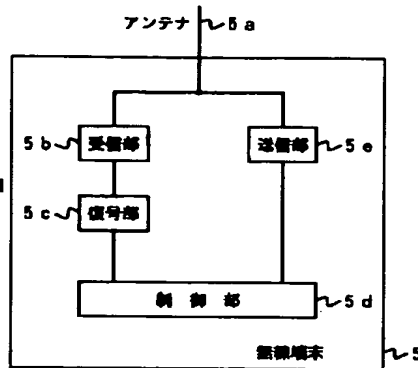 アンテナ 5a
5b 受信部 送信部 5e
5c 復号部
制御部 5d
無線端末 5